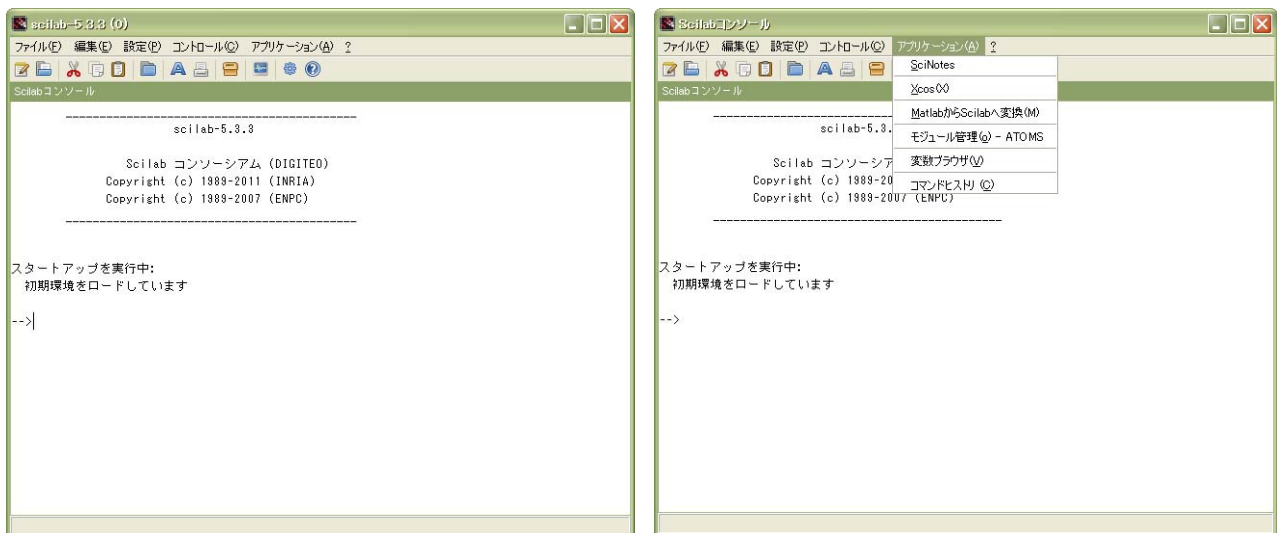 scilab-5.3.3 (0)
ファイル(F) 編集(E) 設定(P) コントロール(C) アプリケーション(A) ?
Scilabコンソール
scilab-5.3.3
Scilab コンソーシアム (DIGITEO)
Copyright (c) 1989-2011 (INRIA)
Copyright (c) 1989-2007 (ENPC)
スタートアップを実行中:
初期環境をロードしています
-->
Scilabコンソール
ファイル(F) 編集(E) 設定(P) コントロール(C) アプリケーション(A) ?
SciNotes
Xcos(X)
MatlabからScilabへ変換(M)
モジュール管理(o) - ATOMS
変数ブラウザ(V)
コマンドヒストリ (C)
Scilabコンソール
scilab-5.3.
Scilab コンソーシア
Copyright (c) 1989-20
Copyright (c) 1989-2007 (ENPC)
スタートアップを実行中:
初期環境をロードしています
-->